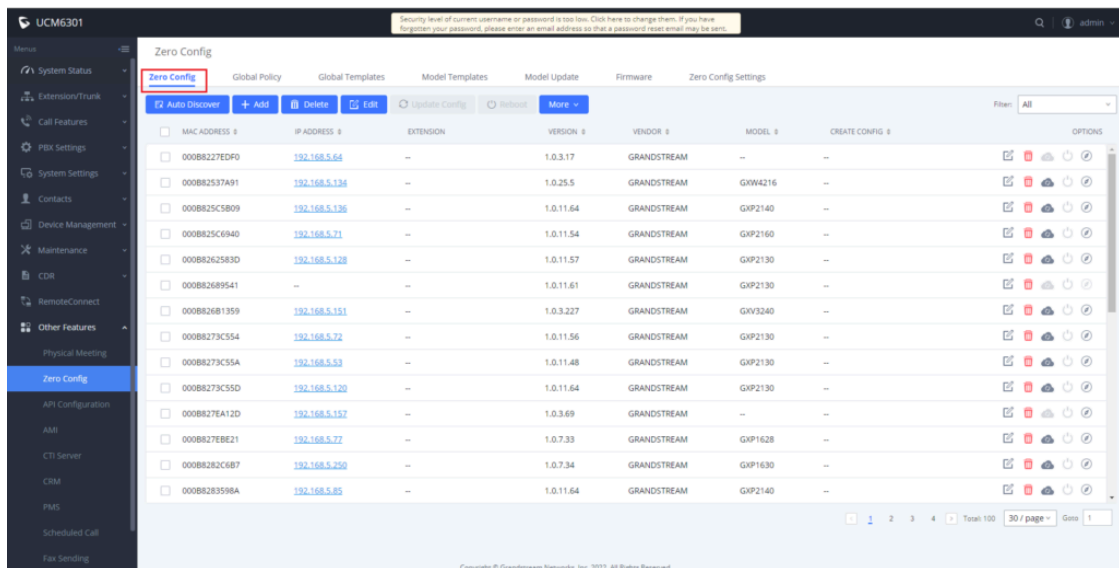 UCM6301
Security level of current username or password is too low. Click here to change them. If you have
forgotten your password, please enter an email address so that a password reset email may be sent.
admin
Menus
System Status
Extension/Trunk
Call Features
PBX Settings
System Settings
Contacts
Device Management
Maintenance
CDR
RemoteConnect
Other Features
Physical Meeting
Zero Config
API Configuration
AMI
CTI Server
CRM
PMS
Scheduled Call
Fax Sending
Zero Config
Zero Config Global Policy Global Templates Model Templates Model Update Firmware Zero Config Settings
Auto Discover + Add Delete Edit Update Config Reboot More Filter: All
MAC ADDRESS IP ADDRESS EXTENSION VERSION VENDOR MODEL CREATE CONFIG OPTIONS
000B8227EDF0 192.168.5.64 -- 1.0.3.17 GRANDSTREAM -- --
000B82537A91 192.168.5.134 -- 1.0.25.5 GRANDSTREAM GXW4216 --
000B825C5B09 192.168.5.136 -- 1.0.11.64 GRANDSTREAM GXP2140 --
000B825C6940 192.168.5.71 -- 1.0.11.54 GRANDSTREAM GXP2160 --
000B8262583D 192.168.5.128 -- 1.0.11.57 GRANDSTREAM GXP2130 --
000B82689541 -- -- 1.0.11.61 GRANDSTREAM GXP2130 --
000B826B1359 192.168.5.151 -- 1.0.3.227 GRANDSTREAM GXV3240 --
000B8273C554 192.168.5.72 -- 1.0.11.56 GRANDSTREAM GXP2130 --
000B8273C55A 192.168.5.53 -- 1.0.11.48 GRANDSTREAM GXP2130 --
000B8273C55D 192.168.5.120 -- 1.0.11.64 GRANDSTREAM GXP2130 --
000B827EA12D 192.168.5.157 -- 1.0.3.69 GRANDSTREAM -- --
000B827EBE21 192.168.5.77 -- 1.0.7.33 GRANDSTREAM GXP1628 --
000B8282C6B7 192.168.5.250 -- 1.0.7.34 GRANDSTREAM GXP1630 --
000B8283598A 192.168.5.85 -- 1.0.11.64 GRANDSTREAM GXP2140 --
< 1 2 3 4 > Total: 100 30 / page Goto 1
Copyright © Grandstream Networks, Inc. 2022. All Rights Reserved.